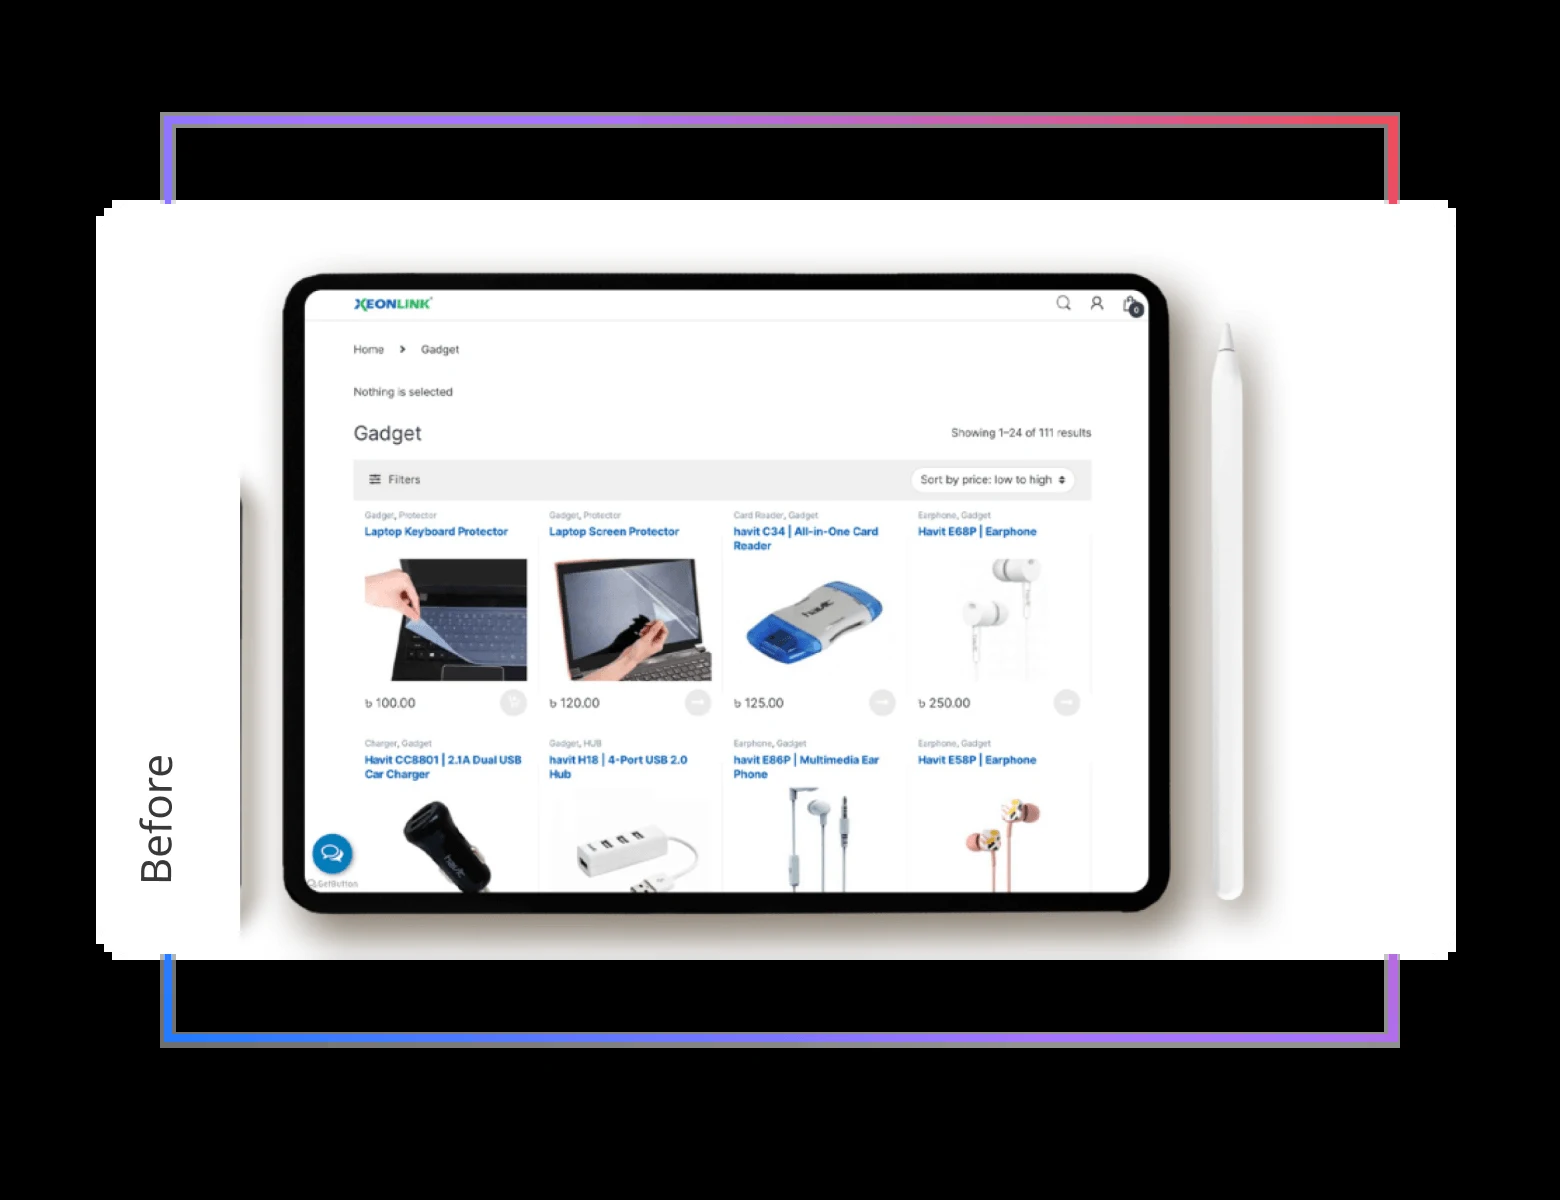 XEONLINK
0
Home > Gadget
Nothing is selected
Gadget
Showing 1–24 of 111 results
Filters
Sort by price: low to high
Gadget, Protector
Laptop Keyboard Protector
৳ 100.00
Gadget, Protector
Laptop Screen Protector
৳ 120.00
Card Reader, Gadget
havit C34 | All-in-One Card
Reader
havit
৳ 125.00
Earphone, Gadget
Havit E68P | Earphone
৳ 250.00
Charger, Gadget
Havit CC8801 | 2.1A Dual USB
Car Charger
havit
Gadget, HUB
havit H18 | 4-Port USB 2.0
Hub
Earphone, Gadget
havit E86P | Multimedia Ear
Phone
Earphone, Gadget
Havit E58P | Earphone
GetButton
Before